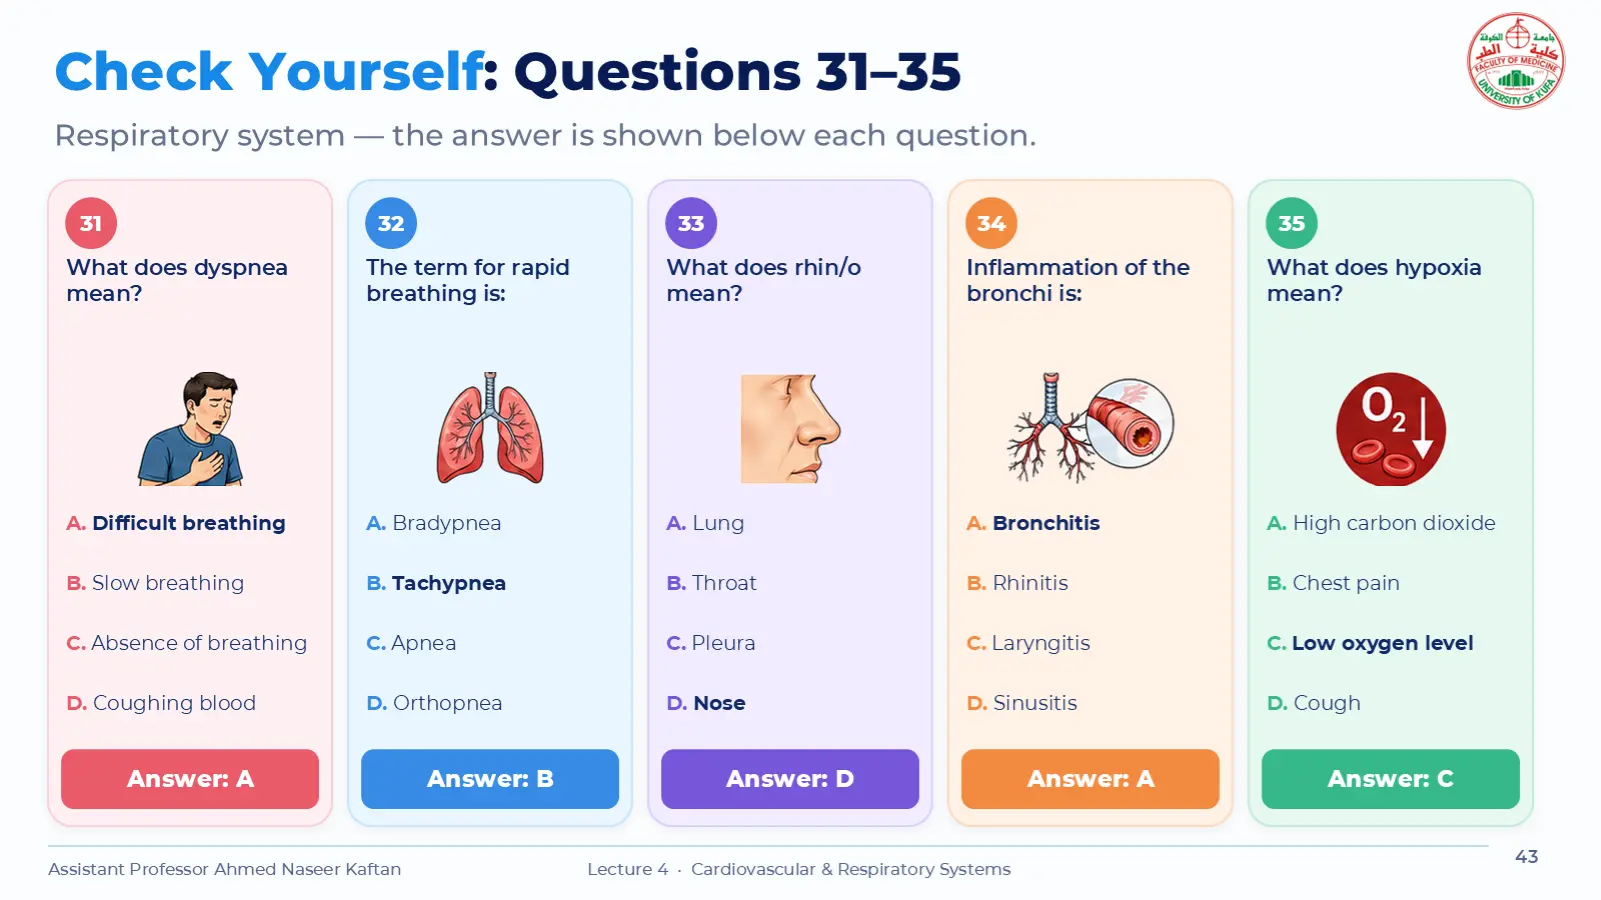 Check Yourself: Questions 31–35
Respiratory system — the answer is shown below each question.
جامعة الكوفة
كلية الطب
FACULTY OF MEDICINE
UNIVERSITY OF KUFA
31
What does dyspnea
mean?
A. Difficult breathing
B. Slow breathing
C. Absence of breathing
D. Coughing blood
Answer: A
32
The term for rapid
breathing is:
A. Bradypnea
B. Tachypnea
C. Apnea
D. Orthopnea
Answer: B
33
What does rhin/o
mean?
A. Lung
B. Throat
C. Pleura
D. Nose
Answer: D
34
Inflammation of the
bronchi is:
A. Bronchitis
B. Rhinitis
C. Laryngitis
D. Sinusitis
Answer: A
35
What does hypoxia
mean?
O2
A. High carbon dioxide
B. Chest pain
C. Low oxygen level
D. Cough
Answer: C
Assistant Professor Ahmed Naseer Kaftan
Lecture 4 · Cardiovascular & Respiratory Systems
43